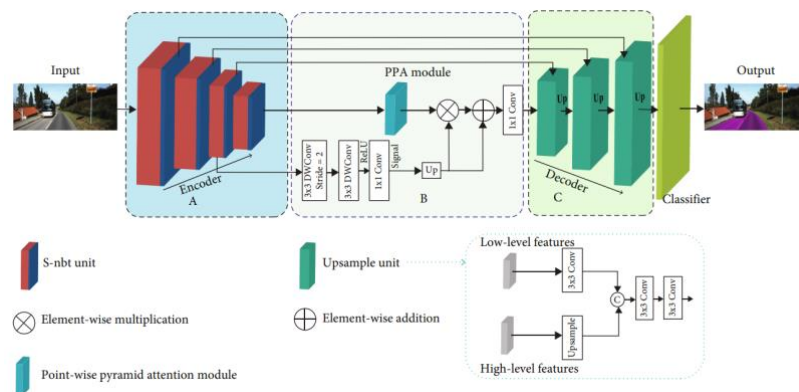 Input
Encoder
A
PPA module
3x3 DWConv
Stride = 2
3x3 DWConv
ReLU
1x1 Conv
Signal
Up
1x1 Conv
B
Up
Up
Up
Decoder
C
Classifier
Output
S-nbt unit
Upsample unit
Element-wise multiplication
Element-wise addition
Point-wise pyramid attention module
Low-level features
3x3 Conv
C
3x3 Conv
3x3 Conv
Upsample
High-level features